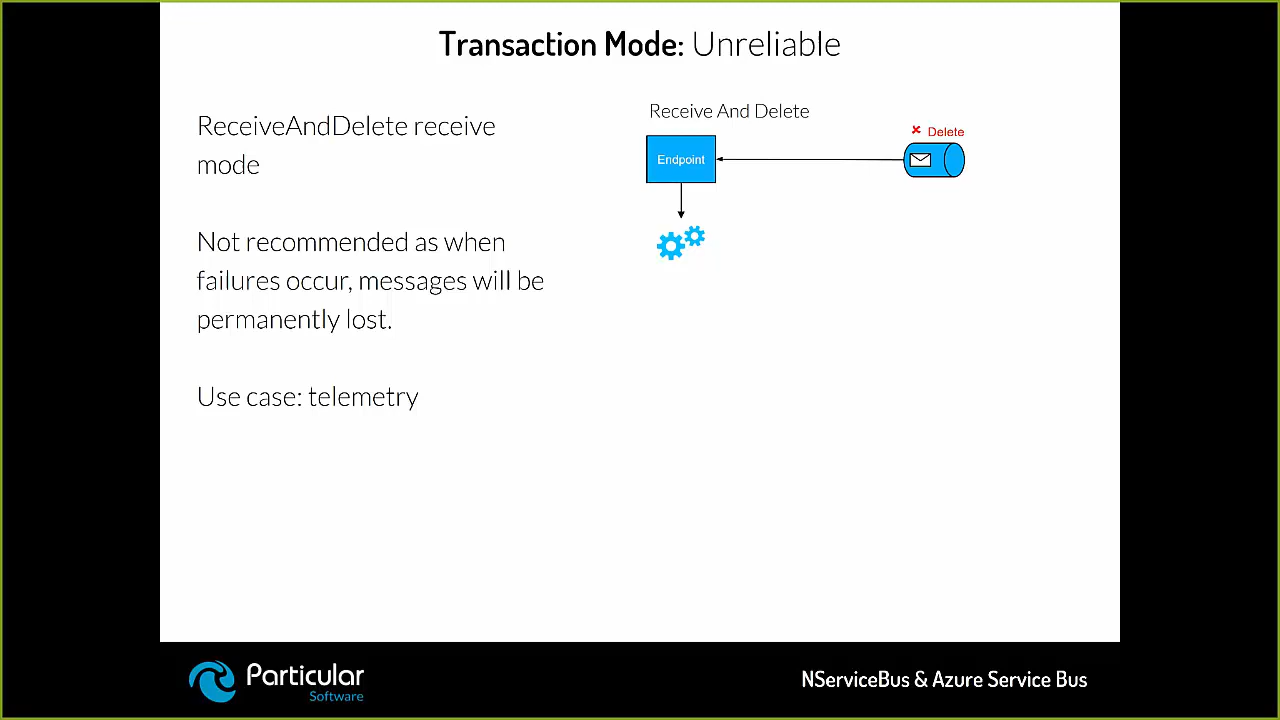 Transaction Mode: Unreliable
ReceiveAndDelete receive
mode
Not recommended as when
failures occur, messages will be
permanently lost.
Use case: telemetry
Receive And Delete
Endpoint
Delete
Particular
Software
NServiceBus & Azure Service Bus